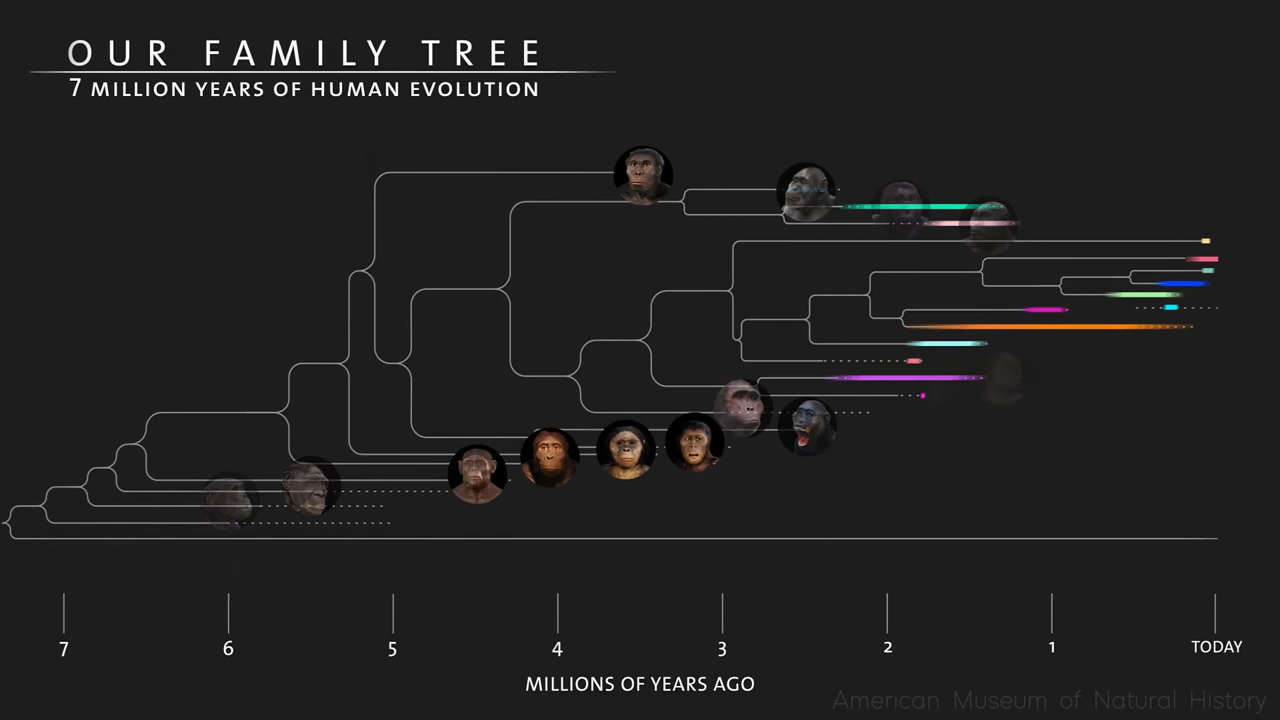 OUR FAMILY TREE
7 MILLION YEARS OF HUMAN EVOLUTION
7 6 5 4 3 2 1 TODAY
MILLIONS OF YEARS AGO
American Museum of Natural History